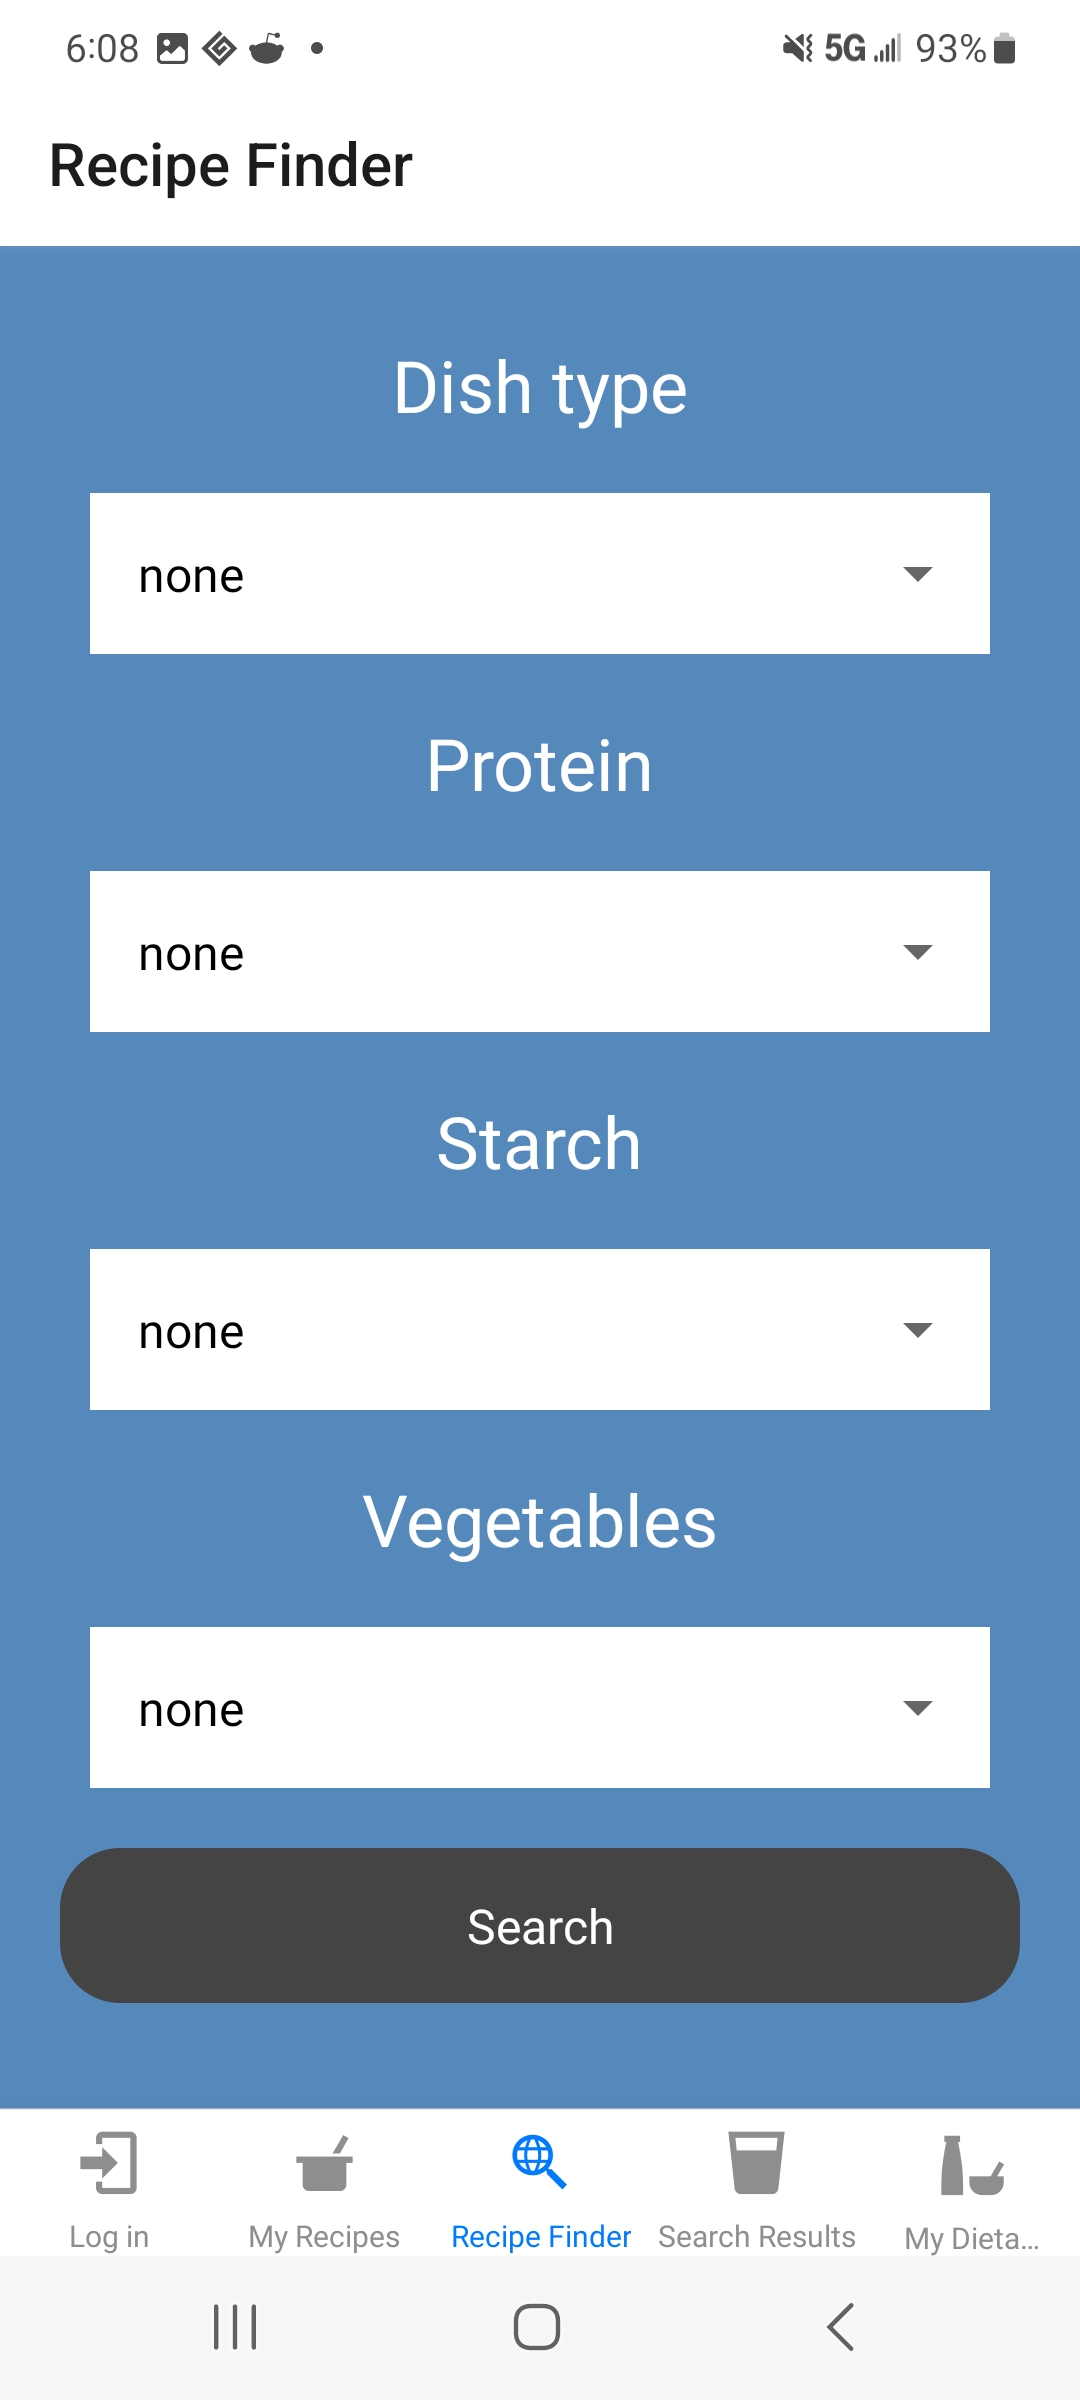 6:08 5G 93%
Recipe Finder
Dish type
none
Protein
none
Starch
none
Vegetables
none
Search
Log in My Recipes Recipe Finder Search Results My Dieta...